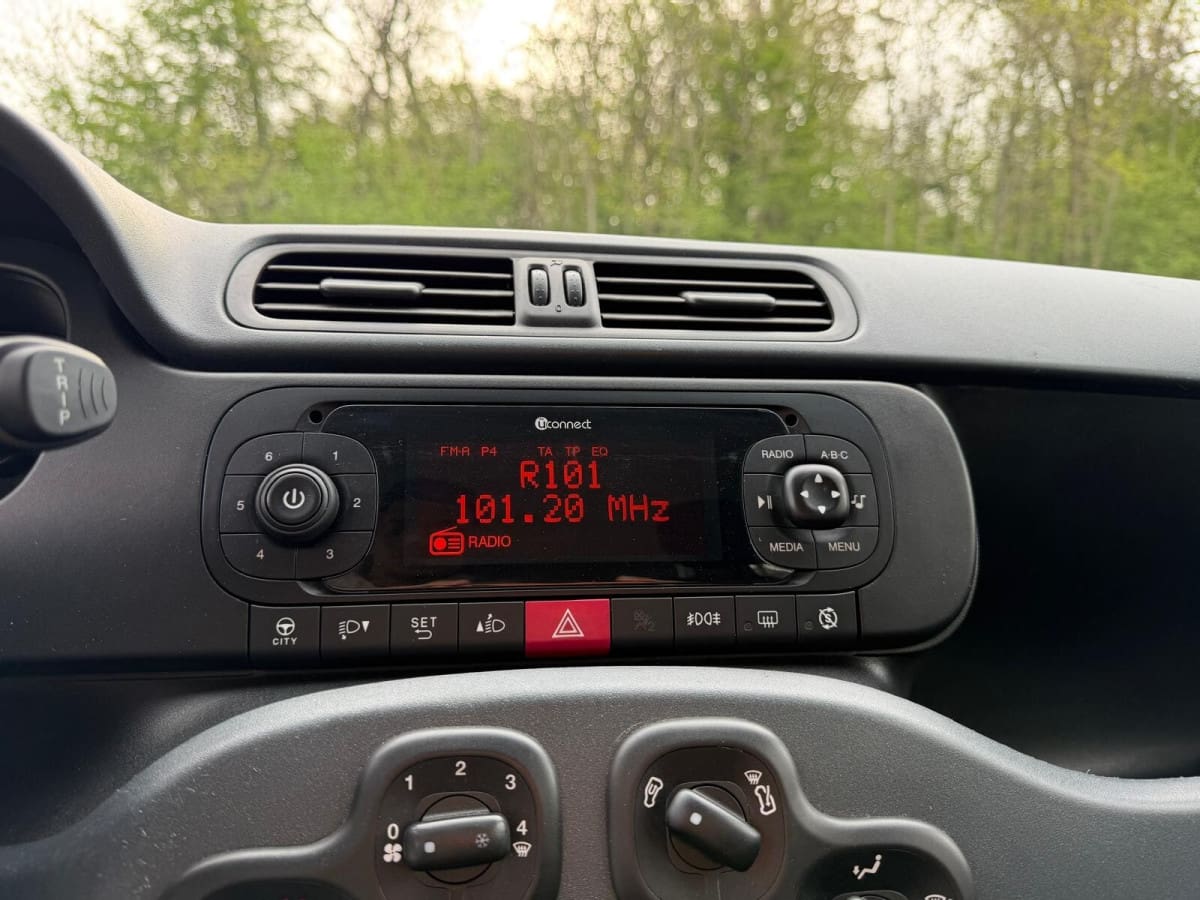 uconnect
TRIP
FM-A P4 TA TP EQ
R101
101.20 MHz
RADIO
6 1
5 2
4 3
RADIO A·B·C
MEDIA MENU
CITY
SET
0 1 2 3 4